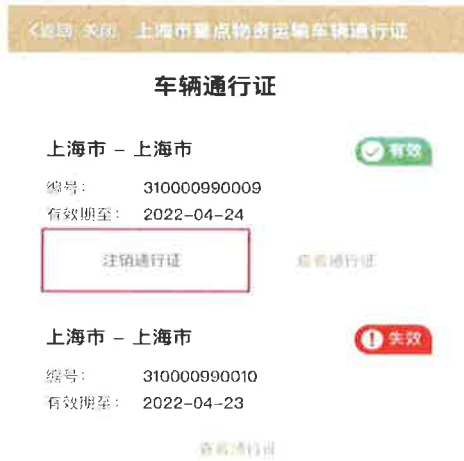 <返回 关闭 上海市重点物资运输车辆通行证
车辆通行证
上海市 – 上海市 有效
编号: 310000990009
有效期至: 2022-04-24
注销通行证 查看通行证
上海市 – 上海市 失效
编号: 310000990010
有效期至: 2022-04-23
查看通行证